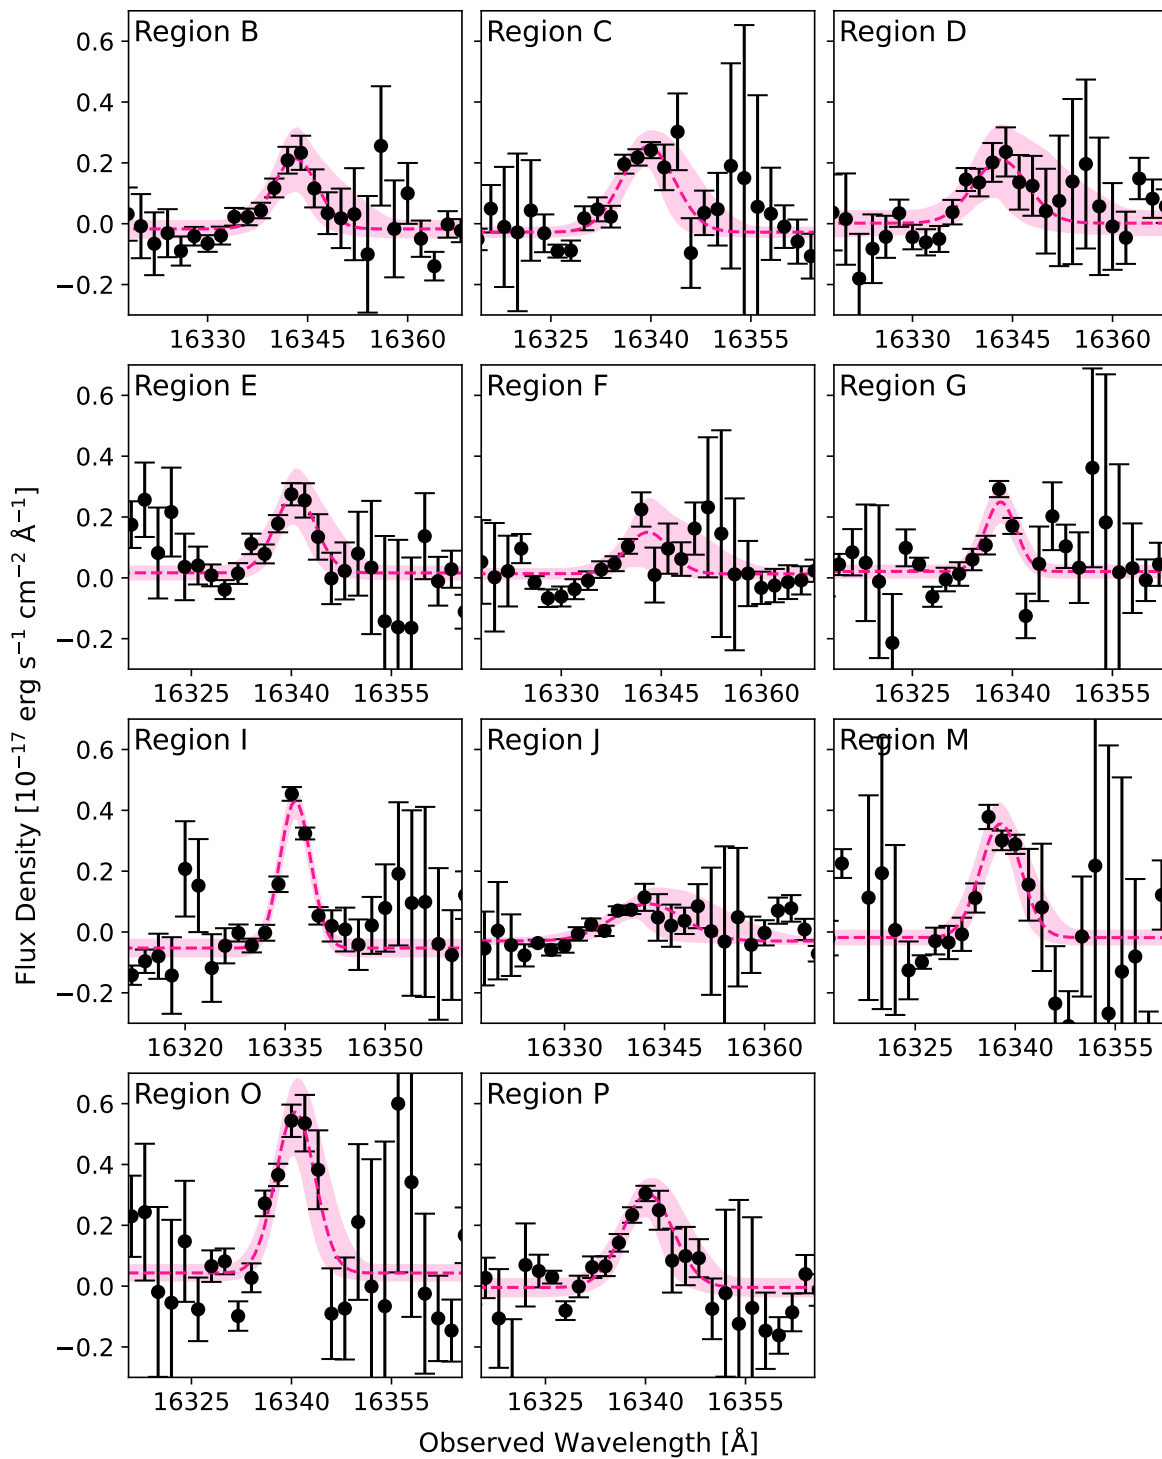 Region B Region C Region D
0.6
0.4
0.2
0.0
−0.2
16330 16345 16360 16325 16340 16355 16330 16345 16360
Region E Region F Region G
0.6
0.4
0.2
0.0
−0.2
16325 16340 16355 16330 16345 16360 16325 16340 16355
Flux Density [10⁻¹⁷ erg s⁻¹ cm⁻² Å⁻¹]
Region I Region J Region M
0.6
0.4
0.2
0.0
−0.2
16320 16335 16350 16330 16345 16360 16325 16340 16355
Region O Region P
0.6
0.4
0.2
0.0
−0.2
16325 16340 16355 16325 16340 16355
Observed Wavelength [Å]